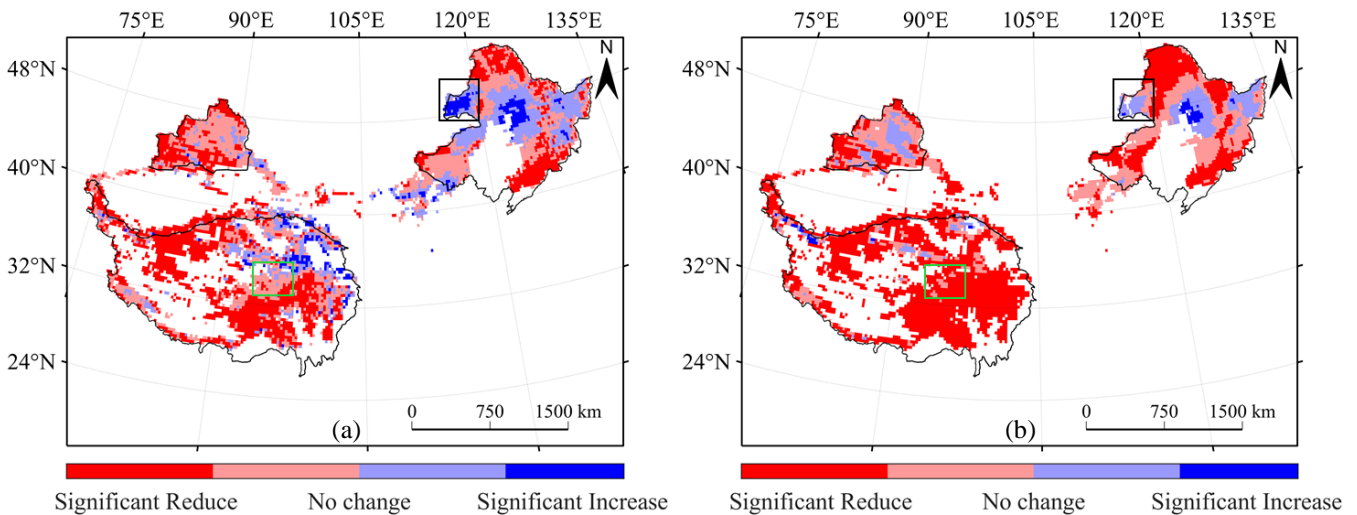 75°E 90°E 105°E 120°E 135°E
N
48°N
40°N
32°N
24°N
0 750 1500 km
(a)
Significant Reduce No change Significant Increase
75°E 90°E 105°E 120°E 135°E
N
48°N
40°N
32°N
24°N
0 750 1500 km
(b)
Significant Reduce No change Significant Increase